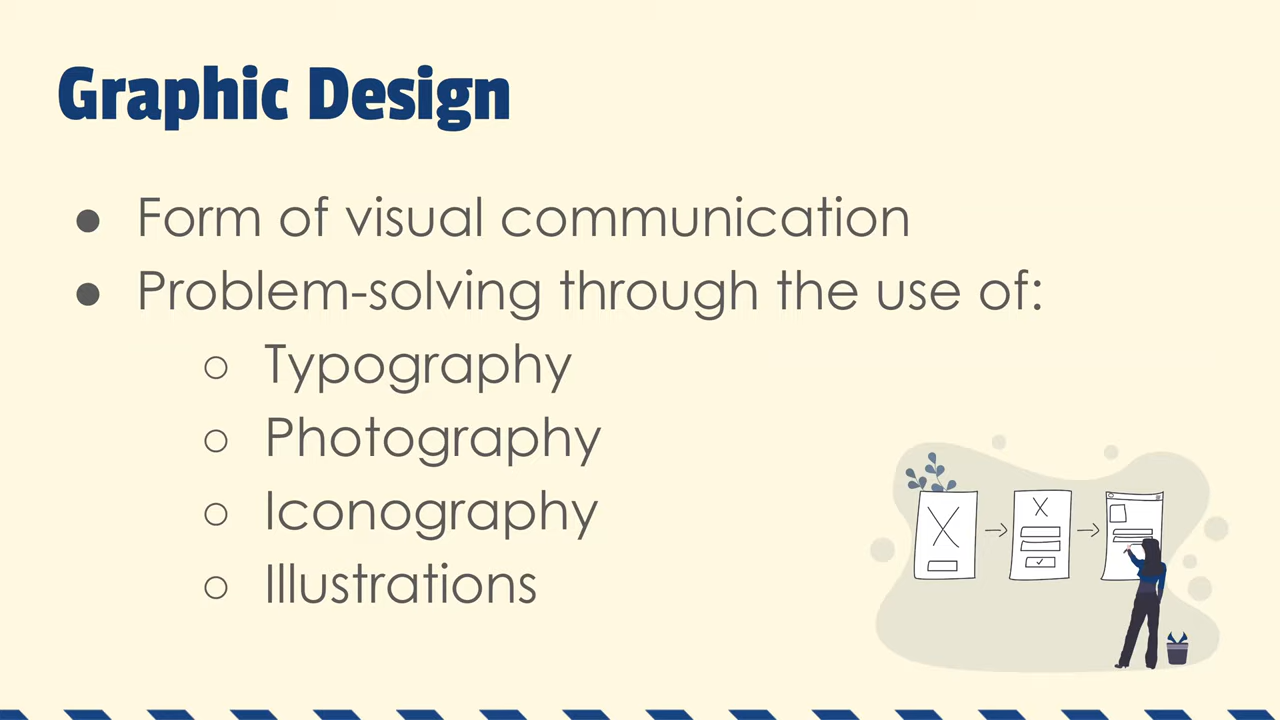 Graphic Design
● Form of visual communication
● Problem-solving through the use of:
○ Typography
○ Photography
○ Iconography
○ Illustrations